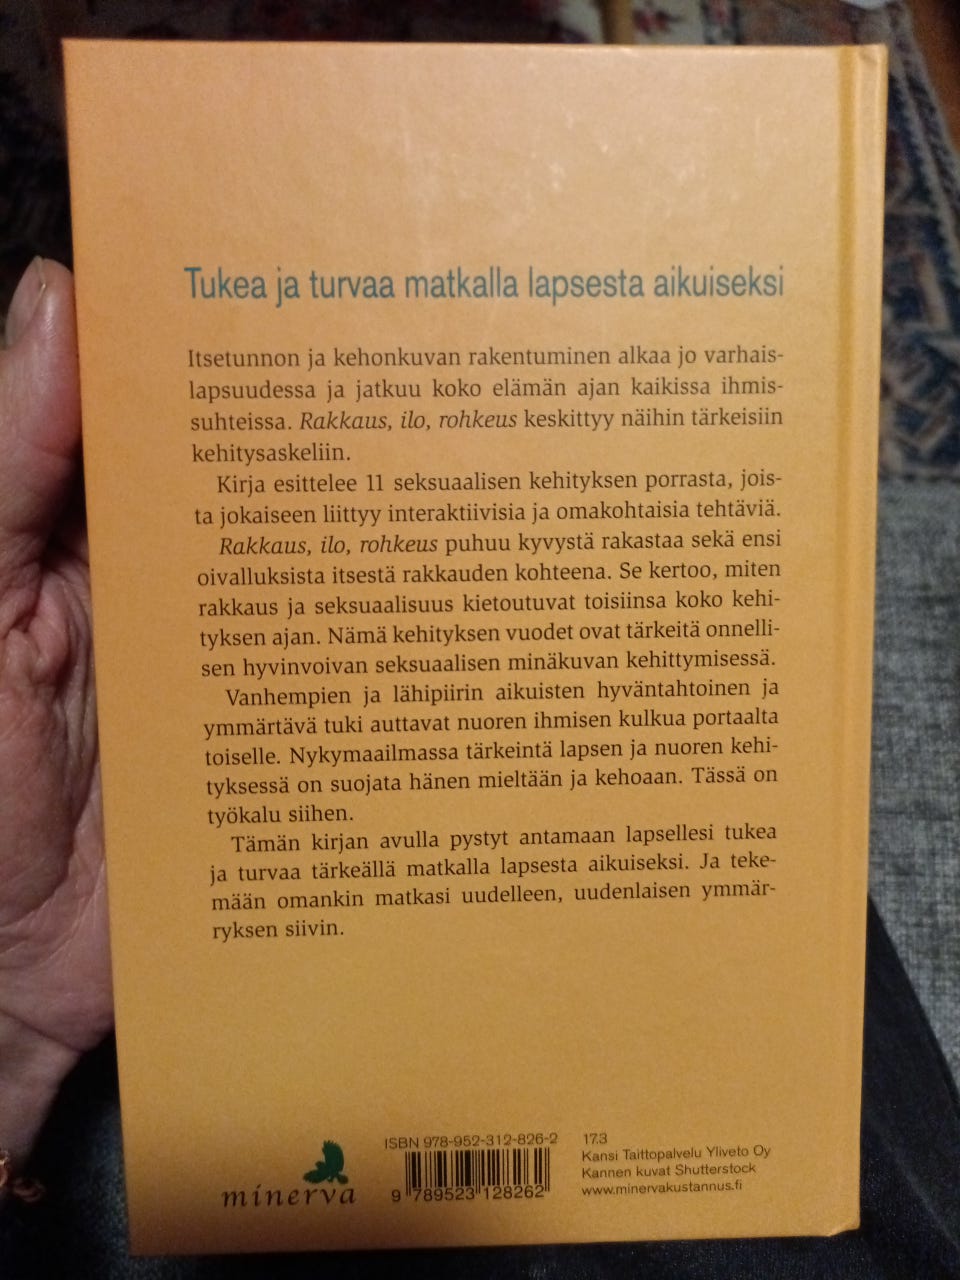 Tukea ja turvaa matkalla lapsesta aikuiseksi
Itsetunnon ja kehonkuvan rakentuminen alkaa jo varhais-
lapsuudessa ja jatkuu koko elämän ajan kaikissa ihmis-
suhteissa. Rakkaus, ilo, rohkeus keskittyy näihin tärkeisiin
kehitysaskeliin.
Kirja esittelee 11 seksuaalisen kehityksen porrasta, jois-
ta jokaiseen liittyy interaktiivisia ja omakohtaisia tehtäviä.
Rakkaus, ilo, rohkeus puhuu kyvystä rakastaa sekä ensi
oivalluksista itsestä rakkauden kohteena. Se kertoo, miten
rakkaus ja seksuaalisuus kietoutuvat toisiinsa koko kehi-
tyksen ajan. Nämä kehityksen vuodet ovat tärkeitä onnelli-
sen hyvinvoivan seksuaalisen minäkuvan kehittymisessä.
Vanhempien ja lähipiirin aikuisten hyväntahtoinen ja
ymmärtävä tuki auttavat nuoren ihmisen kulkua portaalta
toiselle. Nykymaailmassa tärkeintä lapsen ja nuoren kehi-
tyksessä on suojata hänen mieltään ja kehoaan. Tässä on
työkalu siihen.
Tämän kirjan avulla pystyt antamaan lapsellesi tukea
ja turvaa tärkeällä matkalla lapsesta aikuiseksi. Ja teke-
mään omankin matkasi uudelleen, uudenlaisen ymmär-
ryksen siivin.
minerva
ISBN 978-952-312-826-2
9 789523 128262
17.3
Kansi Taittopalvelu Yliveto Oy
Kannen kuvat Shutterstock
www.minervakustannus.fi